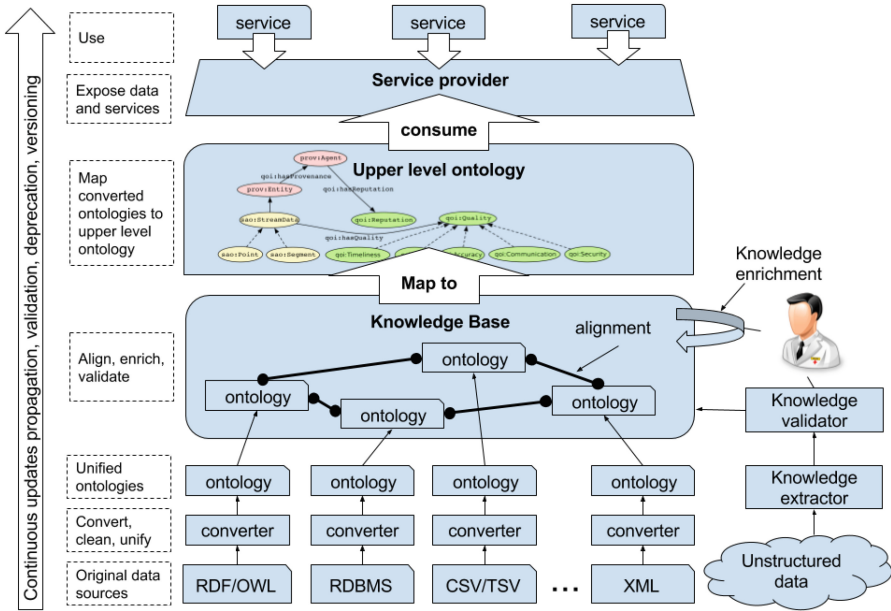 Continuous updates propagation, validation, deprecation, versioning
Use
service
service
service
Expose data
and services
Service provider
consume
Map
converted
ontologies to
upper level
ontology
Upper level ontology
prov:Agent
qoi:hasProvenance
prov:Entity
qoi:hasReputation
sao:StreamData
qoi:Reputation
qoi:Quality
qoi:hasQuality
sao:Point
sao:Segment
qoi:Timeliness
Accuracy
qoi:Communication
qoi:Security
Map to
Knowledge
enrichment
Align, enrich,
validate
Knowledge Base
alignment
ontology
ontology
ontology
ontology
Knowledge
validator
Unified
ontologies
ontology
ontology
ontology
ontology
Knowledge
extractor
Convert,
clean, unify
converter
converter
converter
converter
Original data
sources
RDF/OWL
RDBMS
CSV/TSV
...
XML
Unstructured
data